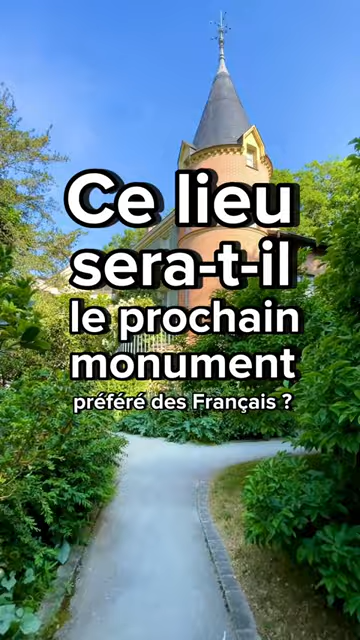 Ce lieu
sera-t-il
le prochain
monument
préféré des Français ?